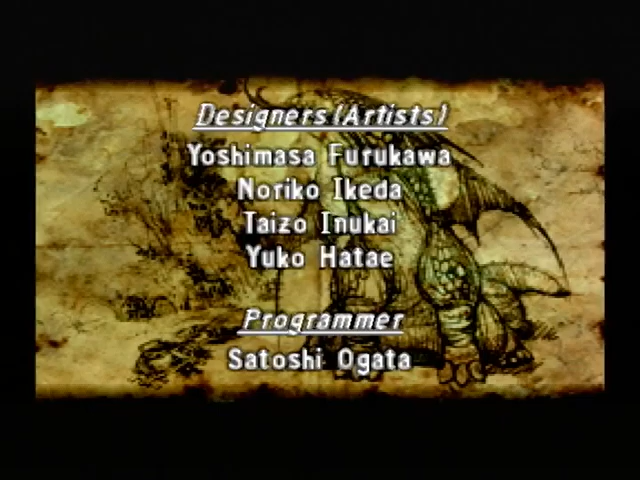 Designers(Artists)
Yoshimasa Furukawa
Noriko Ikeda
Taizo Inukai
Yuko Hatae
Programmer
Satoshi Ogata